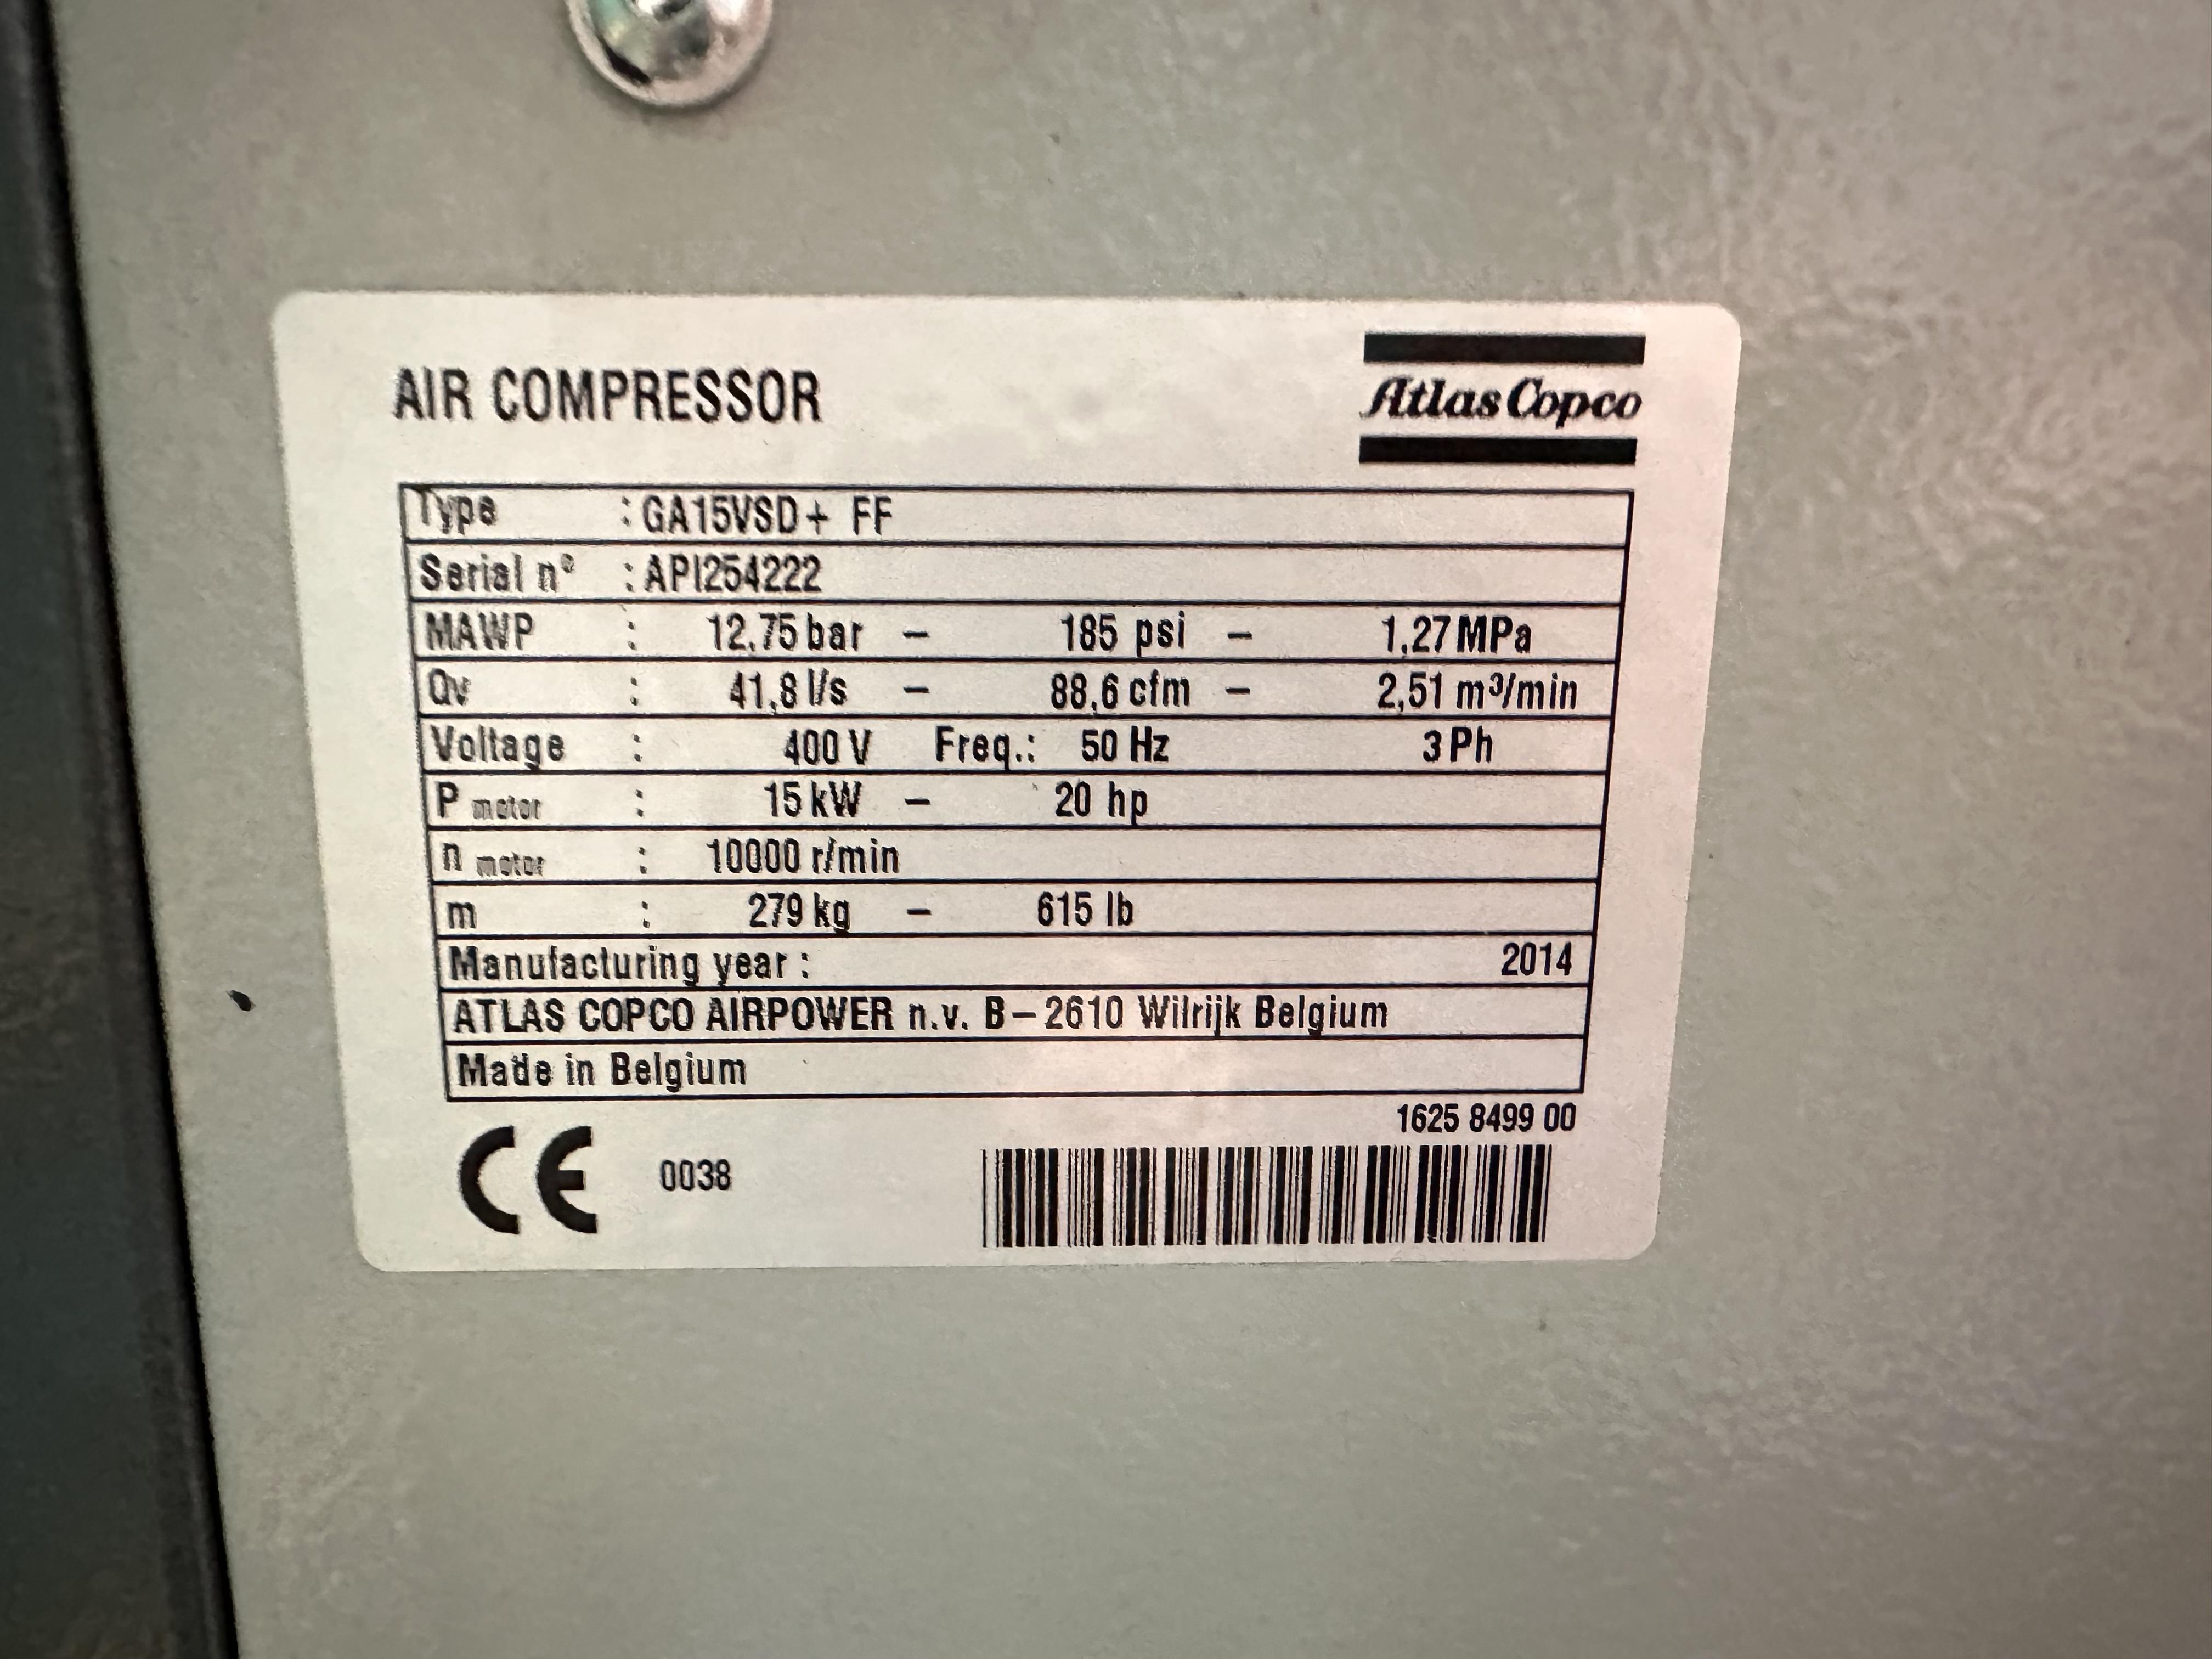 AIR COMPRESSOR
Atlas Copco
Type : GA15VSD+ FF
Serial n° : API254222
MAWP : 12,75 bar – 185 psi – 1,27 MPa
Qv : 41,8 l/s – 88,6 cfm – 2,51 m³/min
Voltage : 400 V Freq.: 50 Hz 3 Ph
P motor : 15 kW – 20 hp
n motor : 10000 r/min
m : 279 kg – 615 lb
Manufacturing year : 2014
ATLAS COPCO AIRPOWER n.v. B – 2610 Wilrijk Belgium
Made in Belgium
1625 8499 00
CE 0038